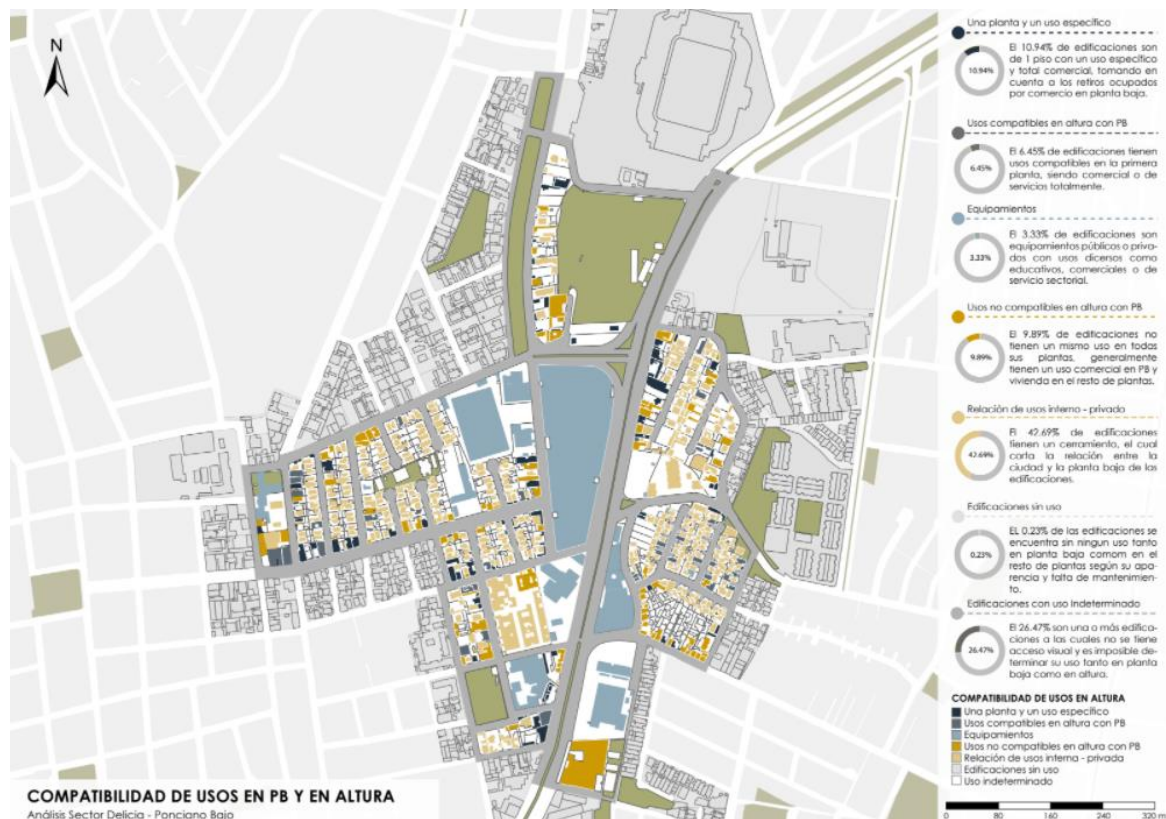 N
Una planta y un uso específico
10.94%
El 10.94% de edificaciones son
de 1 piso con un uso específico
y total comercial, tomando en
cuenta a los retiros ocupados
por comercio en planta baja.
Usos compatibles en altura con PB
6.45%
El 6.45% de edificaciones tienen
usos compatibles en la primera
planta, siendo comercial o de
servicios totalmente.
Equipamientos
3.33%
El 3.33% de edificaciones son
equipamientos públicos o priva-
dos con usos dicersos como
educativos, comerciales o de
servicio sectorial.
Usos no compatibles en altura con PB
9.89%
El 9.89% de edificaciones no
tienen un mismo uso en todas
sus plantas, generalmente
tienen un uso comercial en PB y
vivienda en el resto de plantas.
Relación de usos interna - privado
42.69%
El 42.69% de edificaciones
tienen un cerramiento, el cual
corta la relación entre la
ciudad y la planta baja de las
edificaciones.
Edificaciones sin uso
0.23%
EL 0.23% de las edificaciones se
encuentra sin ningun uso tanto
en planta baja comom en el
resto de plantas según su apa-
rencia y falta de mantenimien-
to.
Edificaciones con uso Indeterminado
26.47%
El 26.47% son una o más edifica-
ciones a las cuales no se tiene
acceso visual y es imposible de-
terminar su uso tanto en planta
baja como en altura.
COMPATIBILIDAD DE USOS EN ALTURA
Una planta y un uso específico
Usos compatibles en altura con PB
Equipamientos
Usos no compatibles en altura con PB
Relación de usos interna - privada
Edificaciones sin uso
Uso indeterminado
0 80 160 240 320 m
COMPATIBILIDAD DE USOS EN PB Y EN ALTURA
Análisis Sector Delicia - Ponciano Bajo